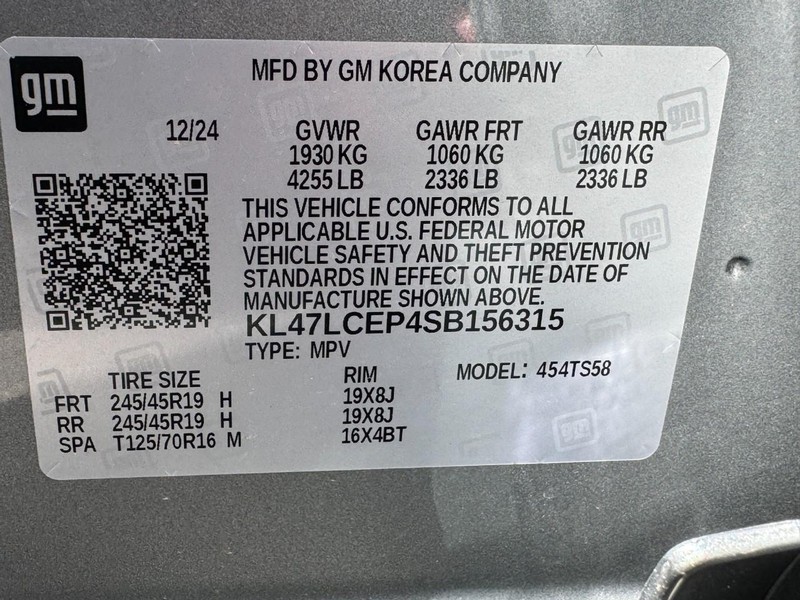 gm
MFD BY GM KOREA COMPANY
12/24 GVWR GAWR FRT GAWR RR
1930 KG 1060 KG 1060 KG
4255 LB 2336 LB 2336 LB
THIS VEHICLE CONFORMS TO ALL
APPLICABLE U.S. FEDERAL MOTOR
VEHICLE SAFETY AND THEFT PREVENTION
STANDARDS IN EFFECT ON THE DATE OF
MANUFACTURE SHOWN ABOVE.
KL47LCEP4SB156315
TYPE: MPV
TIRE SIZE RIM MODEL: 454TS58
FRT 245/45R19 H 19X8J
RR 245/45R19 H 19X8J
SPA T125/70R16 M 16X4BT